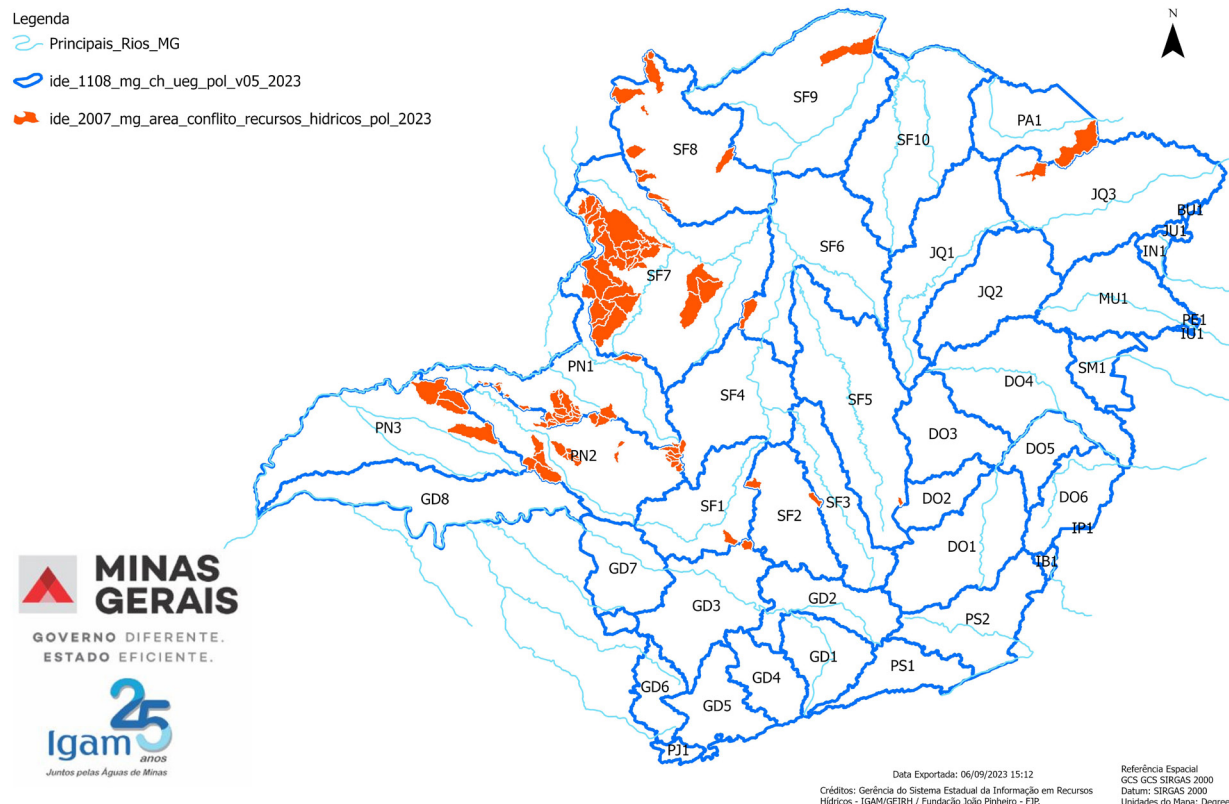 Legenda
Principais_Rios_MG
ide_1108_mg_ch_ueg_pol_v05_2023
ide_2007_mg_area_conflito_recursos_hidricos_pol_2023
N
SF9
PA1
SF10
SF8
JQ3
BU1
JU1
IN1
SF6
JQ1
SF7
JQ2
MU1
PE1
IU1
PN1
SM1
DO4
SF4
SF5
PN3
DO3
DO5
PN2
GD8
SF1
SF2
SF3
DO2
DO6
IP1
DO1
IB1
GD7
GD3
GD2
PS2
GD1
PS1
GD6
GD4
GD5
PJ1
MINAS
GERAIS
GOVERNO DIFERENTE.
ESTADO EFICIENTE.
25
Igam
anos
Juntos pelas Águas de Minas
Data Exportada: 06/09/2023 15:12
Créditos: Gerência do Sistema Estadual da Informação em Recursos
Hídricos - IGAM/GEIRH / Fundação João Pinheiro - FJP.
Referência Espacial
GCS GCS SIRGAS 2000
Datum: SIRGAS 2000
Unidades do Mapa: Degree